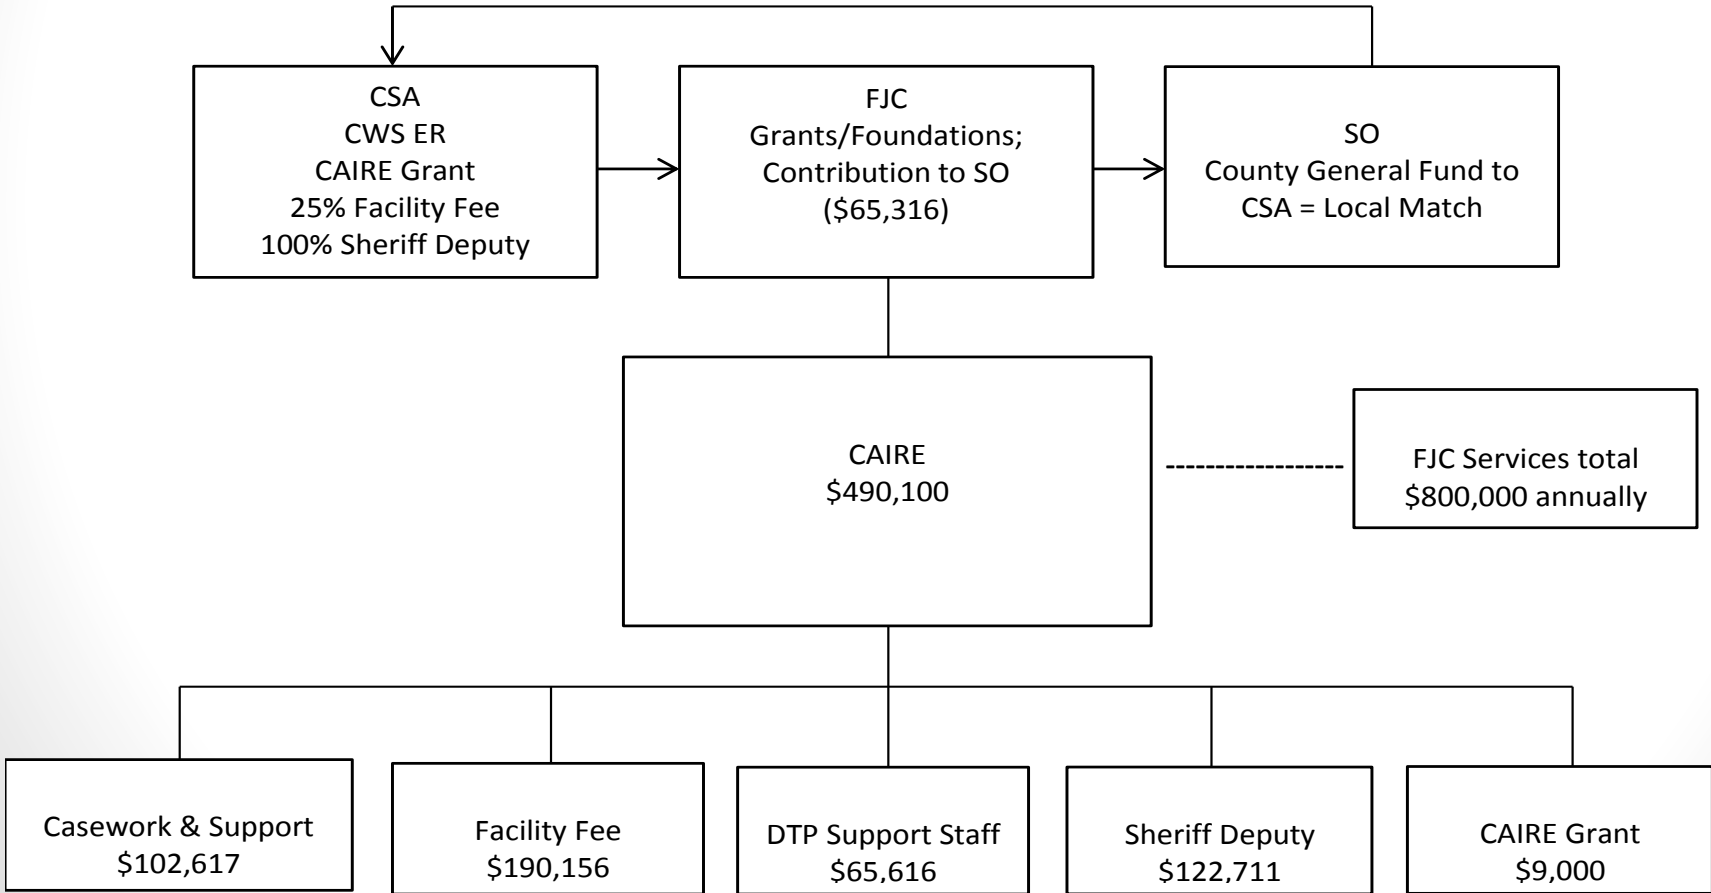 CSA
CWS ER
CAIRE Grant
25% Facility Fee
100% Sheriff Deputy
FJC
Grants/Foundations;
Contribution to SO
($65,316)
SO
County General Fund to
CSA = Local Match
CAIRE
$490,100
FJC Services total
$800,000 annually
Casework & Support
$102,617
Facility Fee
$190,156
DTP Support Staff
$65,616
Sheriff Deputy
$122,711
CAIRE Grant
$9,000